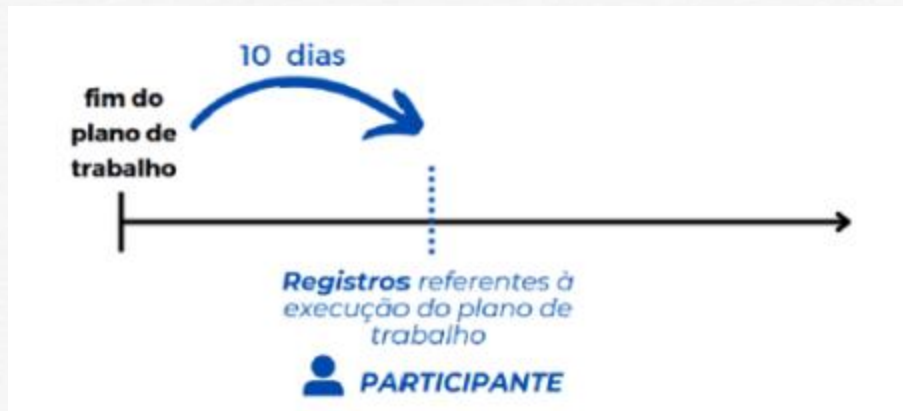 10 dias
fim do
plano de
trabalho
Registros referentes à
execução do plano de
trabalho
PARTICIPANTE